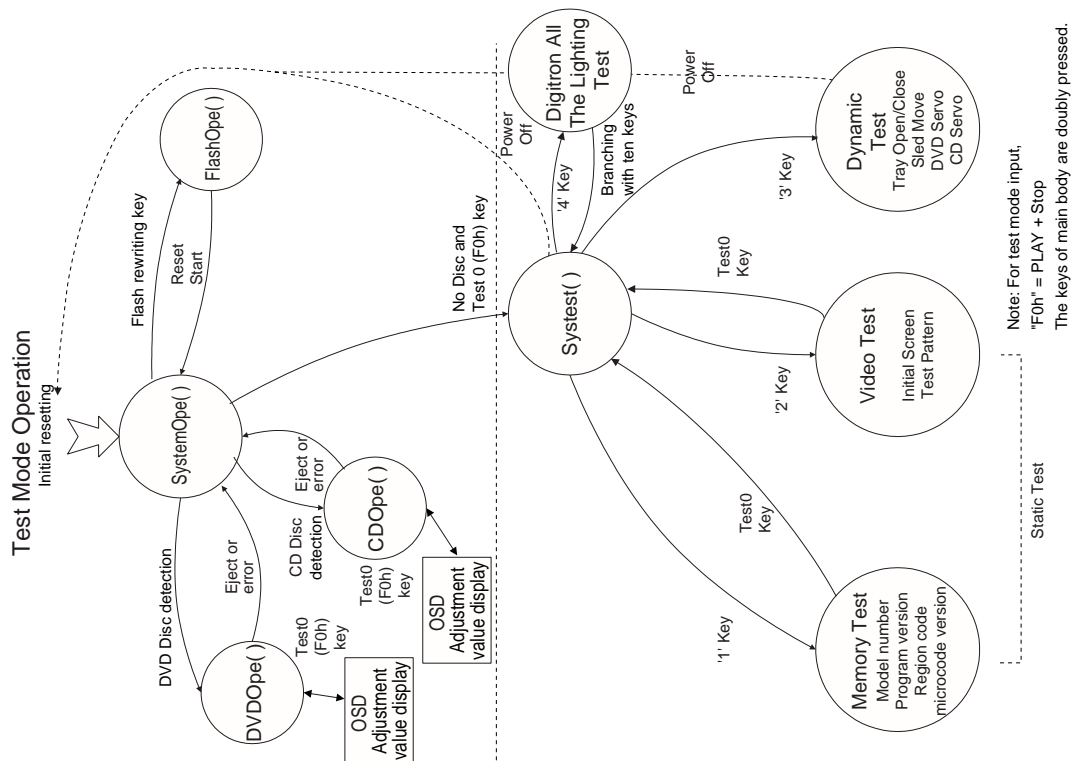 Test Mode Operation
Initial resetting
SystemOpe( )
Flash rewriting key
Reset
Start
FlashOpe( )
DVD Disc detection
Eject or
error
DVDOpe( )
Test0
(F0h)
key
OSD
Adjustment
value display
CD Disc
detection
Eject or
error
CDOpe( )
Test0
(F0h)
key
OSD
Adjustment
value display
No Disc and
Test 0 (F0h) key
Power
Off
Systest( )
'4' Key
Branching
with ten keys
Digitron All
The Lighting
Test
Power
Off
'1' Key
Test0
Key
'2' Key
Test0
Key
'3' Key
Memory Test
Model number
Program version
Region code
microcode version
Video Test
Initial Screen
Test Pattern
Dynamic
Test
Tray Open/Close
Sled Move
DVD Servo
CD Servo
Static Test
Note: For test mode input,
"F0h" = PLAY + Stop
The keys of main body are doubly pressed.